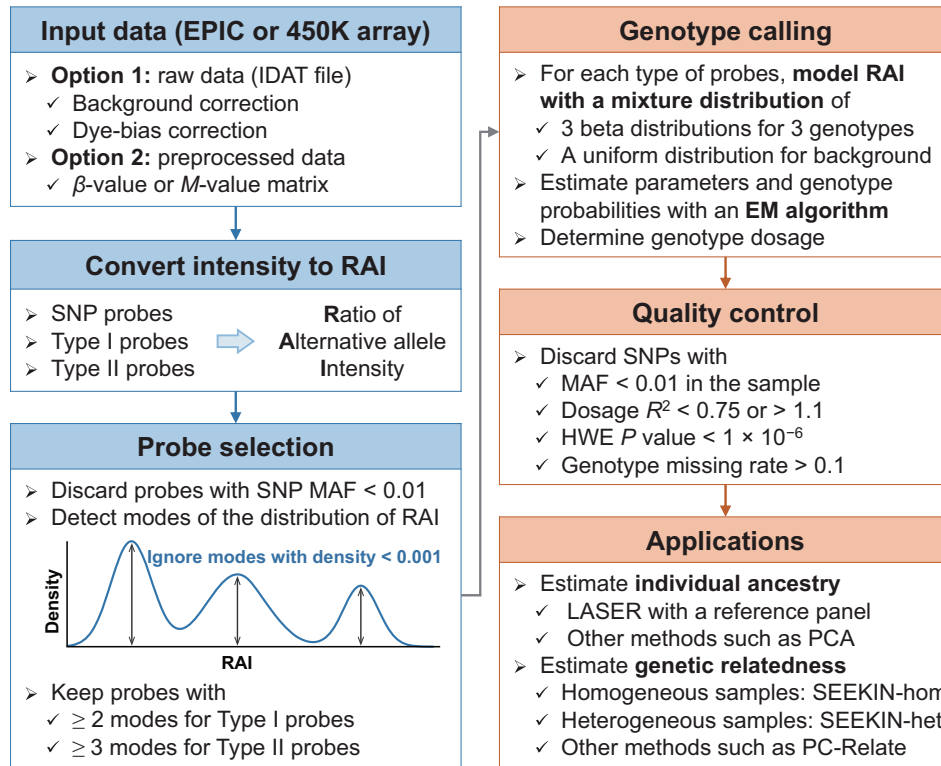 Input data (EPIC or 450K array)
➢ Option 1: raw data (IDAT file)
✓ Background correction
✓ Dye-bias correction
➢ Option 2: preprocessed data
✓ β-value or M-value matrix
Convert intensity to RAI
➢ SNP probes
➢ Type I probes
➢ Type II probes
Ratio of
Alternative allele
Intensity
Probe selection
➢ Discard probes with SNP MAF < 0.01
➢ Detect modes of the distribution of RAI
Ignore modes with density < 0.001
Density
RAI
➢ Keep probes with
✓ ≥ 2 modes for Type I probes
✓ ≥ 3 modes for Type II probes
Genotype calling
➢ For each type of probes, model RAI
with a mixture distribution of
✓ 3 beta distributions for 3 genotypes
✓ A uniform distribution for background
➢ Estimate parameters and genotype
probabilities with an EM algorithm
➢ Determine genotype dosage
Quality control
➢ Discard SNPs with
✓ MAF < 0.01 in the sample
✓ Dosage R² < 0.75 or > 1.1
✓ HWE P value < 1 × 10⁻⁶
✓ Genotype missing rate > 0.1
Applications
➢ Estimate individual ancestry
✓ LASER with a reference panel
✓ Other methods such as PCA
➢ Estimate genetic relatedness
✓ Homogeneous samples: SEEKIN-hom
✓ Heterogeneous samples: SEEKIN-het
✓ Other methods such as PC-Relate